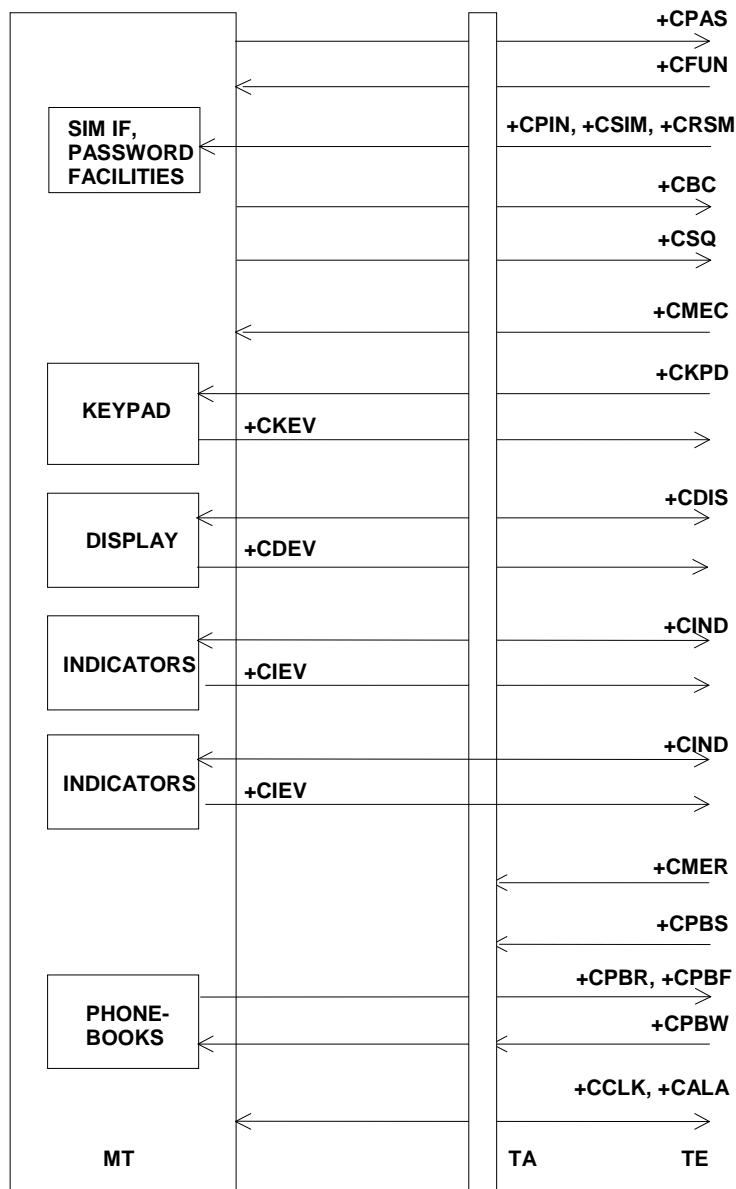 +CPAS
+CFUN
SIM IF,
PASSWORD
FACILITIES
+CPIN, +CSIM, +CRSM
+CBC
+CSQ
+CMEC
+CKPD
KEYPAD
+CKEV
+CDIS
DISPLAY
+CDEV
+CIND
INDICATORS
+CIEV
+CIND
INDICATORS
+CIEV
+CMER
+CPBS
+CPBR, +CPBF
PHONE-
BOOKS
+CPBW
+CCLK, +CALA
MT TA TE